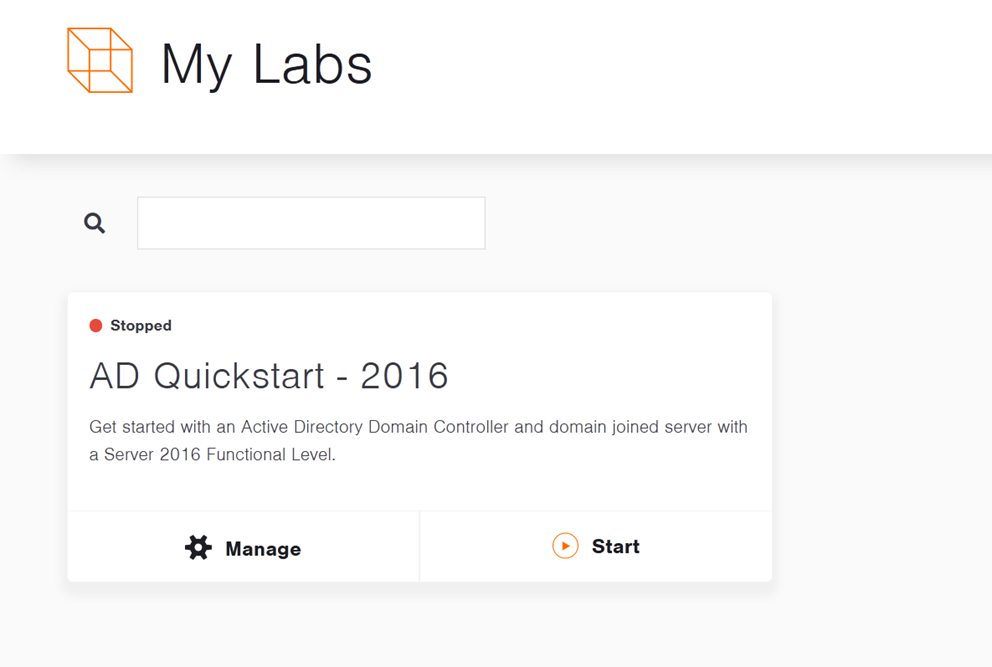 My Labs
Stopped
AD Quickstart - 2016
Get started with an Active Directory Domain Controller and domain joined server with
a Server 2016 Functional Level.
Manage
Start